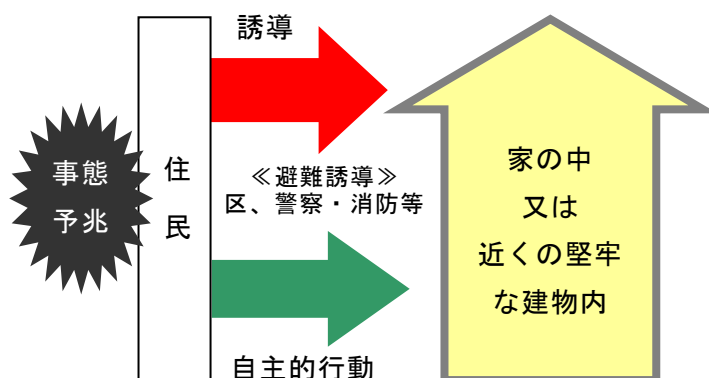 誘導
事態
予兆
住
民
≪避難誘導≫
区、警察・消防等
自主的行動
家の中
又は
近くの堅牢
な建物内